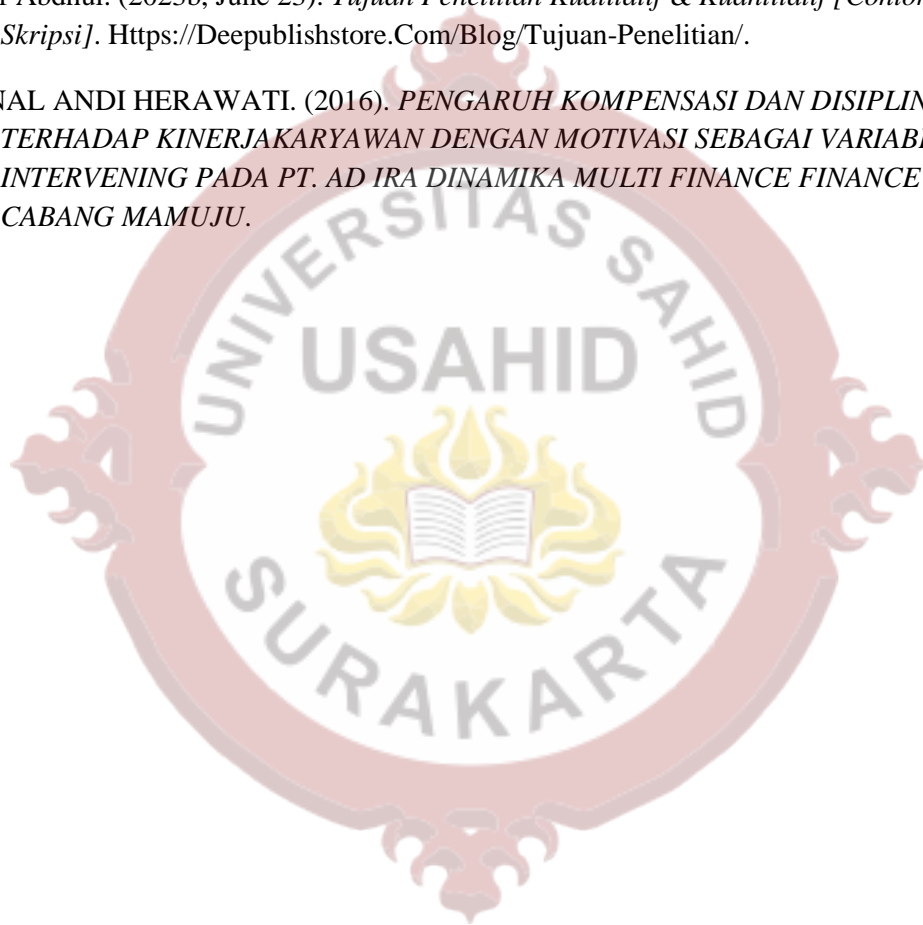 Abdhul. (2023b, June 23). Tujuan Penelitian Kualitatif & Kuantitatif [Contoh
Skripsi]. Https://Deepublishstore.Com/Blog/Tujuan-Penelitian/.
NAL ANDI HERAWATI. (2016). PENGARUH KOMPENSASI DAN DISIPLIN
TERHADAP KINERJAKARYAWAN DENGAN MOTIVASI SEBAGAI VARIAB
INTERVENING PADA PT. AD IRA DINAMIKA MULTI FINANCE FINANCE
CABANG MAMUJU.
UNIVERSITAS SAHID
USAHID
SURAKARTA